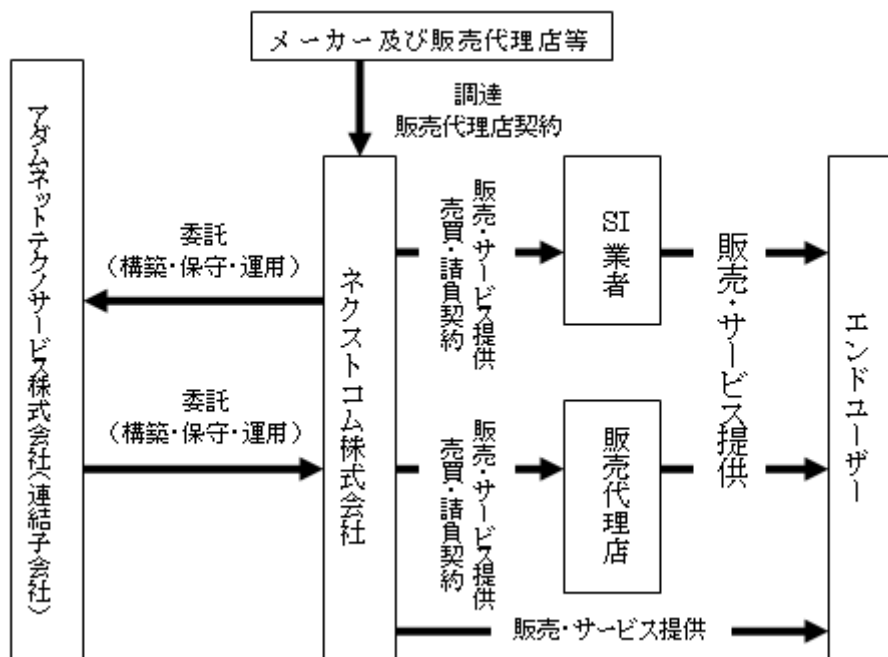 メーカー及び販売代理店等
調達
販売代理店契約
アダムネットテクノサービス株式会社(連結子会社)
委託
(構築・保守・運用)
委託
(構築・保守・運用)
ネクストコム株式会社
販売・サービス提供
売買・請負契約
SI
業者
販売・サービス提供
売買・請負契約
販売代理店
販売・サービス提供
エンドユーザー
販売・サービス提供